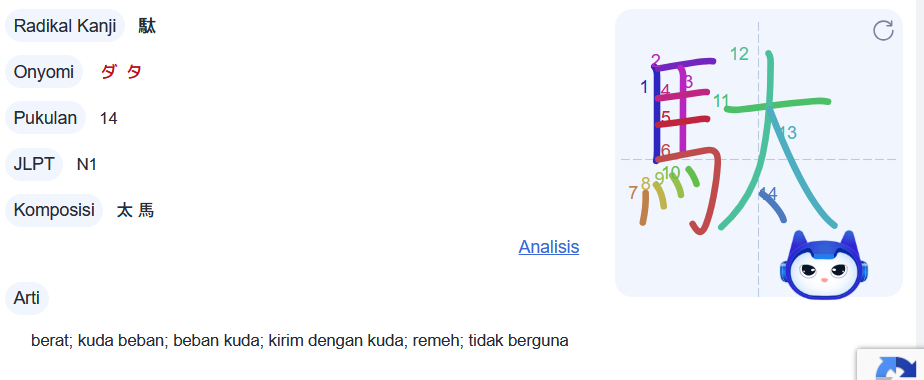 Radikal Kanji 駄
Onyomi ダ タ
Pukulan 14
JLPT N1
Komposisi 太 馬
Analisis
Arti
berat; kuda beban; beban kuda; kirim dengan kuda; remeh; tidak berguna
1
2
3
4
5
6
7
8
9
10
11
12
13
14